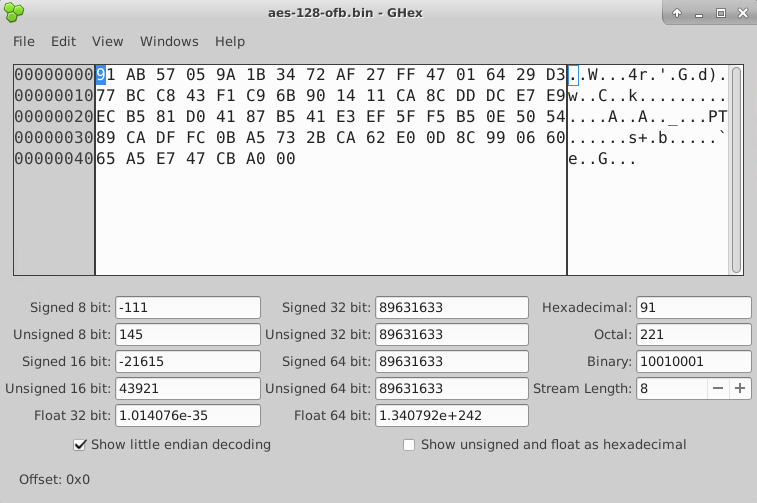 aes-128-ofb.bin - GHex
File Edit View Windows Help
00000000 91 AB 57 05 9A 1B 34 72 AF 27 FF 47 01 64 29 D3 ..W...4r.'.G.d).
00000010 77 BC C8 43 F1 C9 6B 90 14 11 CA 8C DD DC E7 E9 w..C..k.........
00000020 EC B5 81 D0 41 87 B5 41 E3 EF 5F F5 B5 0E 50 54 ....A..A.._...PT
00000030 89 CA DF FC 0B A5 73 2B CA 62 E0 0D 8C 99 06 60 ......s+.b.....`
00000040 65 A5 E7 47 CB A0 00 e..G...
Signed 8 bit: -111 Signed 32 bit: 89631633 Hexadecimal: 91
Unsigned 8 bit: 145 Unsigned 32 bit: 89631633 Octal: 221
Signed 16 bit: -21615 Signed 64 bit: 89631633 Binary: 10010001
Unsigned 16 bit: 43921 Unsigned 64 bit: 89631633 Stream Length: 8
Float 32 bit: 1.014076e-35 Float 64 bit: 1.340792e+242
Show little endian decoding Show unsigned and float as hexadecimal
Offset: 0x0